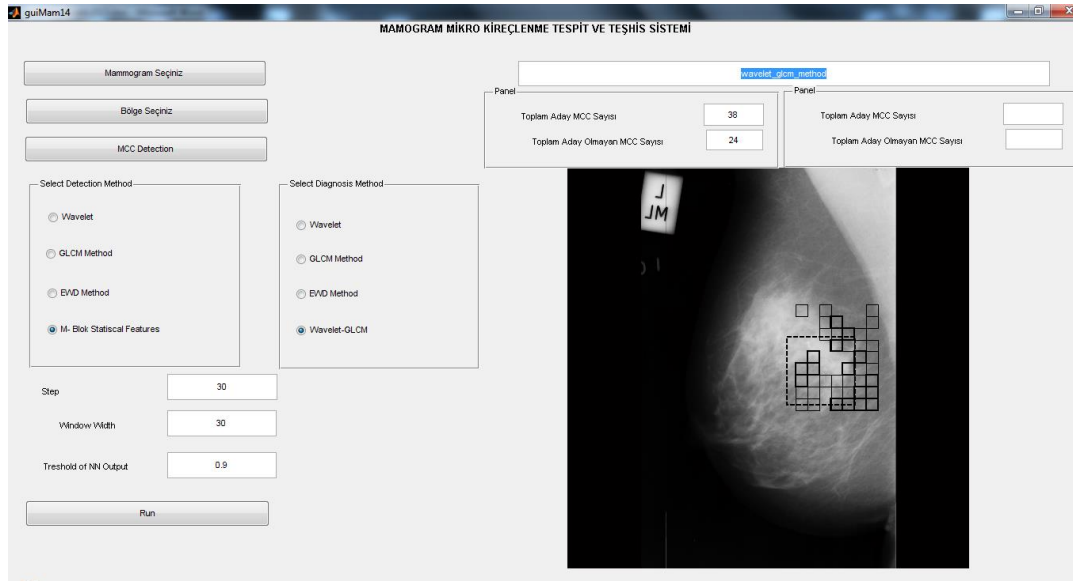 guiMam14
MAMOGRAM MİKRO KİREÇLENME TESPİT VE TEŞHİS SİSTEMİ
Mammogram Seçiniz
Bölge Seçiniz
MCC Detection
wavelet_glcm_method
Panel
Toplam Aday MCC Sayısı
38
Toplam Aday Olmayan MCC Sayısı
24
Panel
Toplam Aday MCC Sayısı
Toplam Aday Olmayan MCC Sayısı
Select Detection Method
Wavelet
GLCM Method
EWD Method
M- Blok Statiscal Features
Select Diagnosis Method
Wavelet
GLCM Method
EWD Method
Wavelet-GLCM
Step
30
Window Width
30
Treshold of NN Output
0.9
Run
L
LM